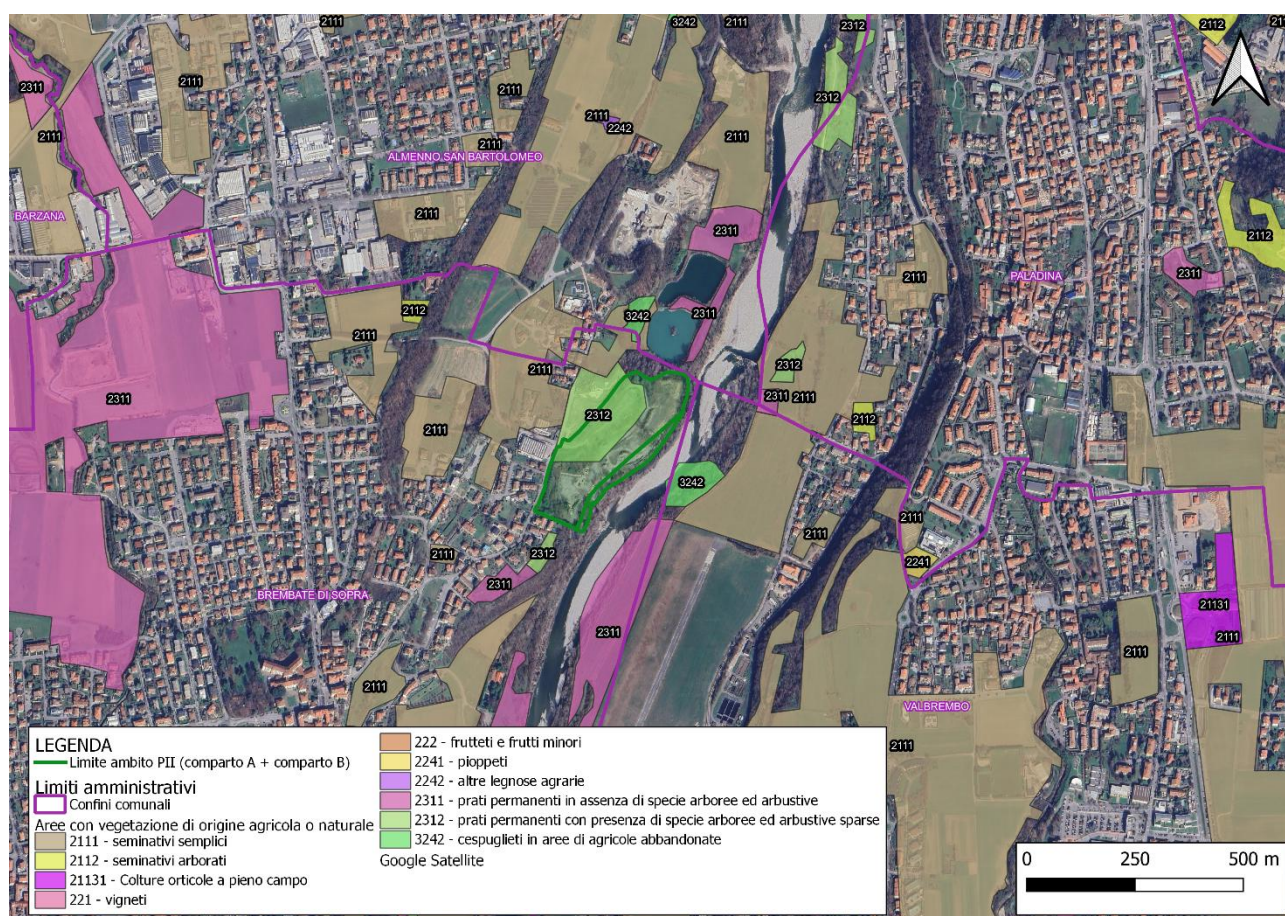 2111
3242
2111
2312
2112
2311
2111
2111
2312
2111
2242
2111
2111
ALMENNO SAN BARTOLOMEO
BARZANA
2111
2112
2311
2111
2311
PALADINA
2112
2111
3242
2311
2311
2111
2312
2311
2111
2312
2112
2111
3242
2111
2111
2111
2241
2312
2311
BREMBATE DI SOPRA
21131
2111
2111
2311
2111
VALBREMBO
2111
LEGENDA
Limite ambito PII (comparto A + comparto B)
Limiti amministrativi
Confini comunali
Aree con vegetazione di origine agricola o naturale
2111 - seminativi semplici
2112 - seminativi arborati
21131 - Colture orticole a pieno campo
221 - vigneti
222 - frutteti e frutti minori
2241 - pioppeti
2242 - altre legnose agrarie
2311 - prati permanenti in assenza di specie arboree ed arbustive
2312 - prati permanenti con presenza di specie arboree ed arbustive sparse
3242 - cespuglieti in aree di agricole abbandonate
Google Satellite
0 250 500 m